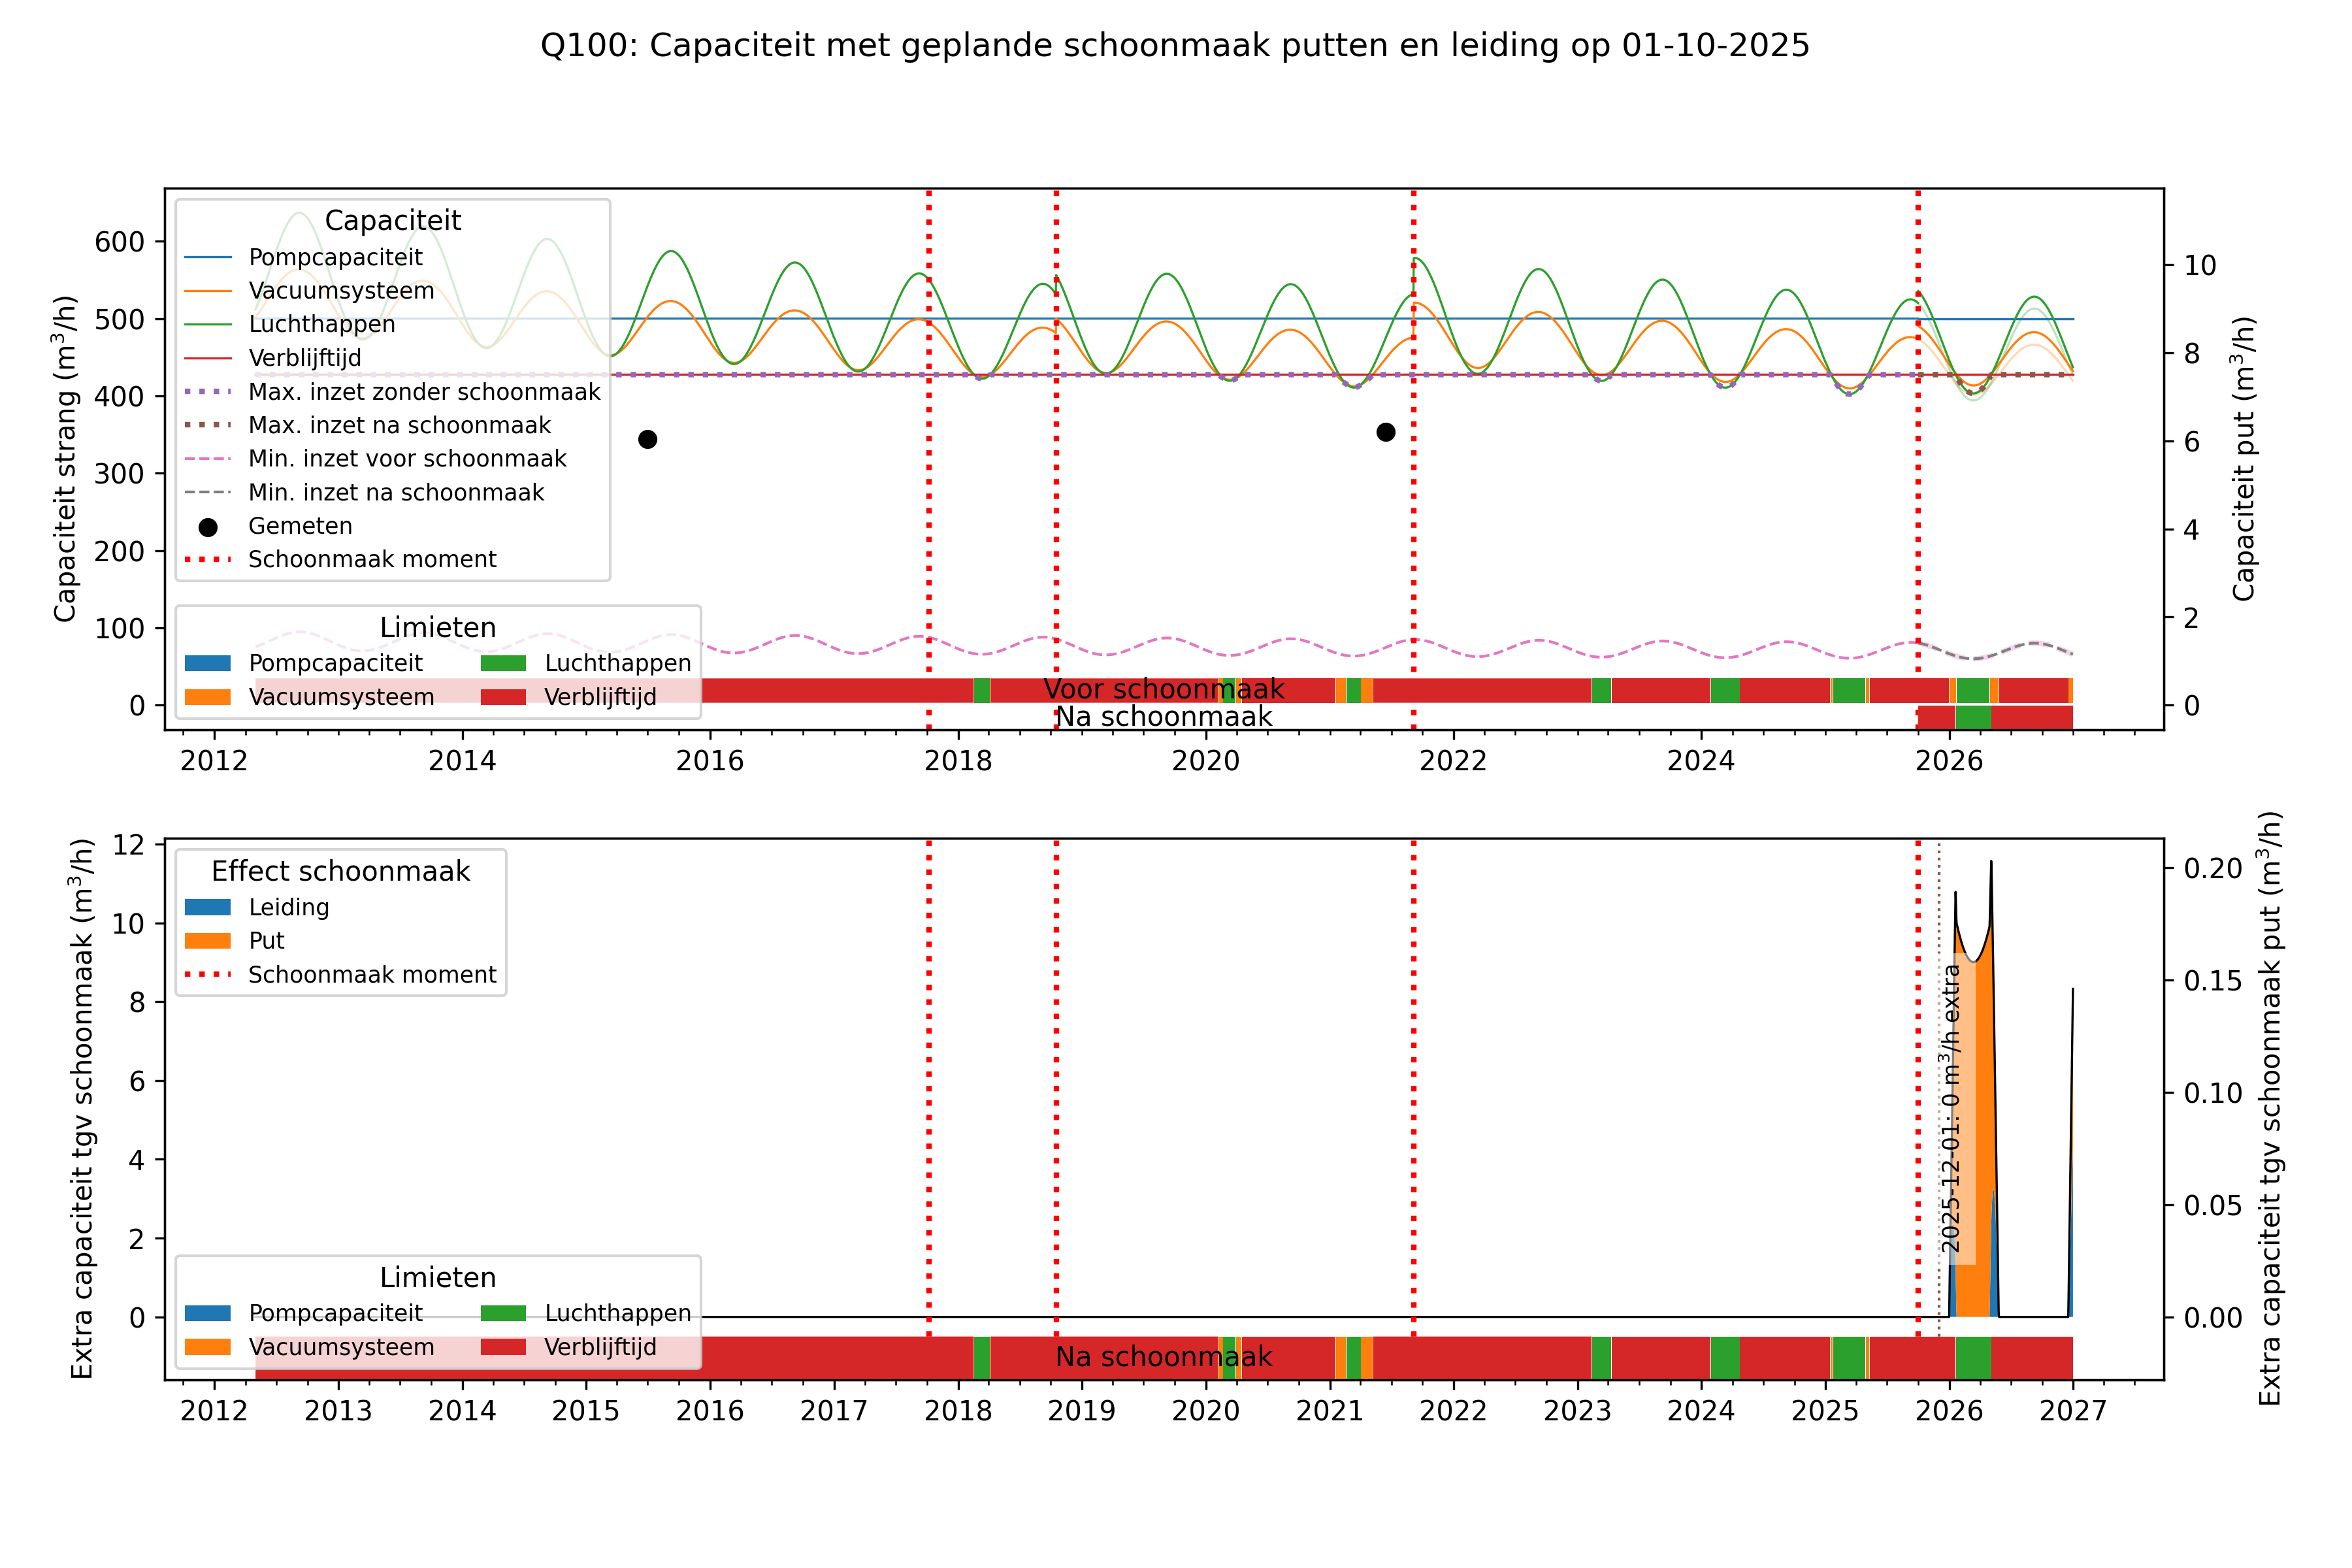 Q100: Capaciteit met geplande schoonmaak putten en leiding op 01-10-2025
Capaciteit strang (m³/h)
600
500
400
300
200
100
0
Capaciteit
Pompcapaciteit
Vacuumsysteem
Luchthappen
Verblijftijd
Max. inzet zonder schoonmaak
Max. inzet na schoonmaak
Min. inzet voor schoonmaak
Min. inzet na schoonmaak
Gemeten
Schoonmaak moment
Limieten
Pompcapaciteit Luchthappen
Vacuumsysteem Verblijftijd
Voor schoonmaak
Na schoonmaak
10
8
6
4
2
0
Capaciteit put (m³/h)
2012 2014 2016 2018 2020 2022 2024 2026
Extra capaciteit tgv schoonmaak (m³/h)
12
10
8
6
4
2
0
Effect schoonmaak
Leiding
Put
Schoonmaak moment
Limieten
Pompcapaciteit Luchthappen
Vacuumsysteem Verblijftijd
Na schoonmaak
2025-12-01: 0 m³/h extra
0.20
0.15
0.10
0.05
0.00
Extra capaciteit tgv schoonmaak put (m³/h)
2012 2013 2014 2015 2016 2017 2018 2019 2020 2021 2022 2023 2024 2025 2026 2027